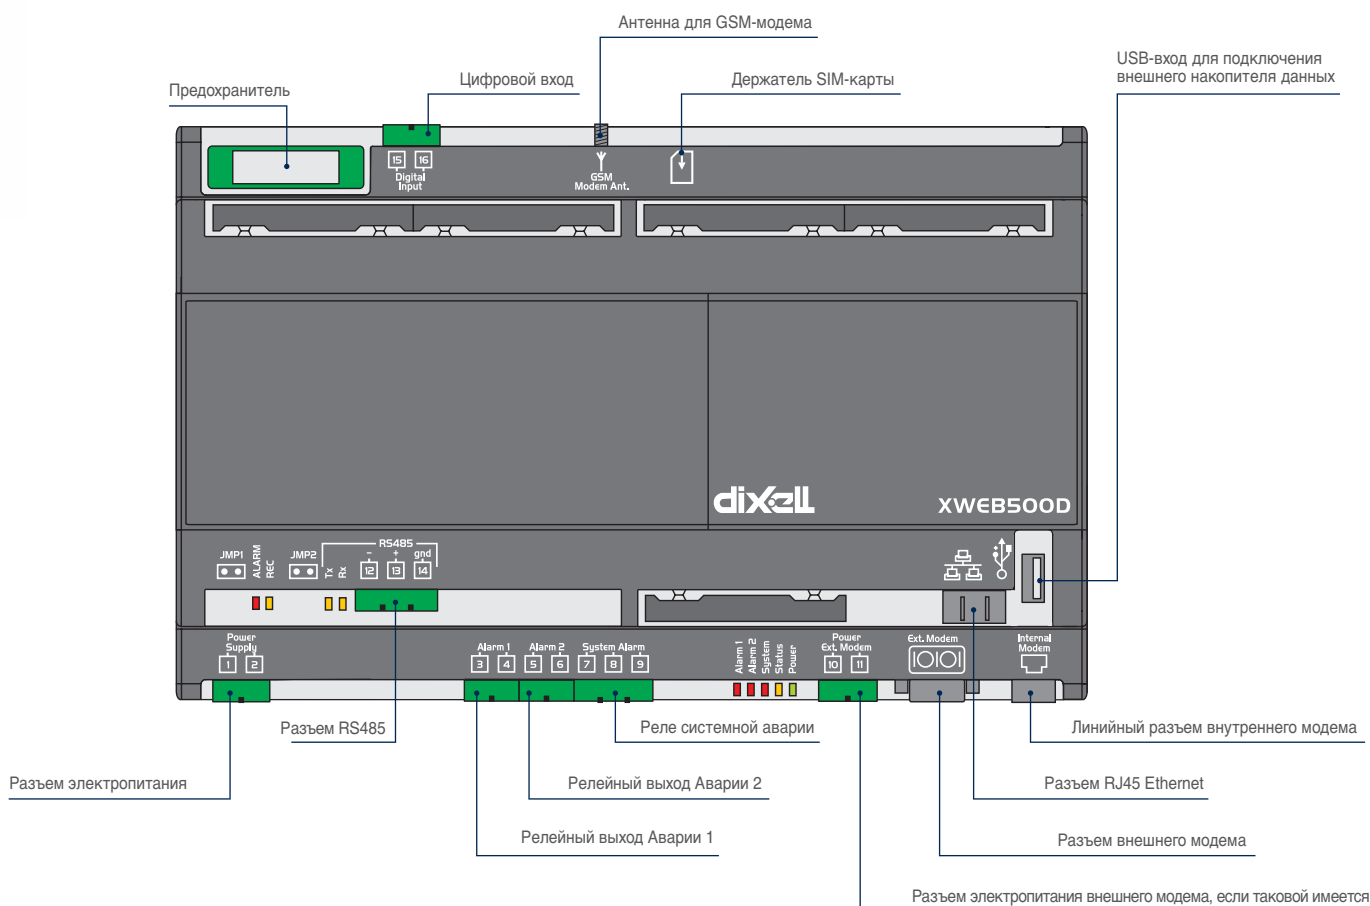 Антенна для GSM-модема
USB-вход для подключения
внешнего накопителя данных
Предохранитель
Цифровой вход
Держатель SIM-карты
15 16
Digital
Input
GSM
Modem Ant.
dixell
XWEB500D
JMP1
ALARM
REC
JMP2
Tx
Rx
RS485
- + gnd
12 13 14
Power
Supply
1 2
Alarm 1
3 4
Alarm 2
5 6
System Alarm
7 8 9
Alarm 1
Alarm 2
System
Status
Power
Power
Ext. Modem
10 11
Ext. Modem
IOIOI
Internal
Modem
Разъем RS485
Реле системной аварии
Линейный разъем внутреннего модема
Разъем электропитания
Релейный выход Аварии 2
Разъем RJ45 Ethernet
Релейный выход Аварии 1
Разъем внешнего модема
Разъем электропитания внешнего модема, если таковой имеется